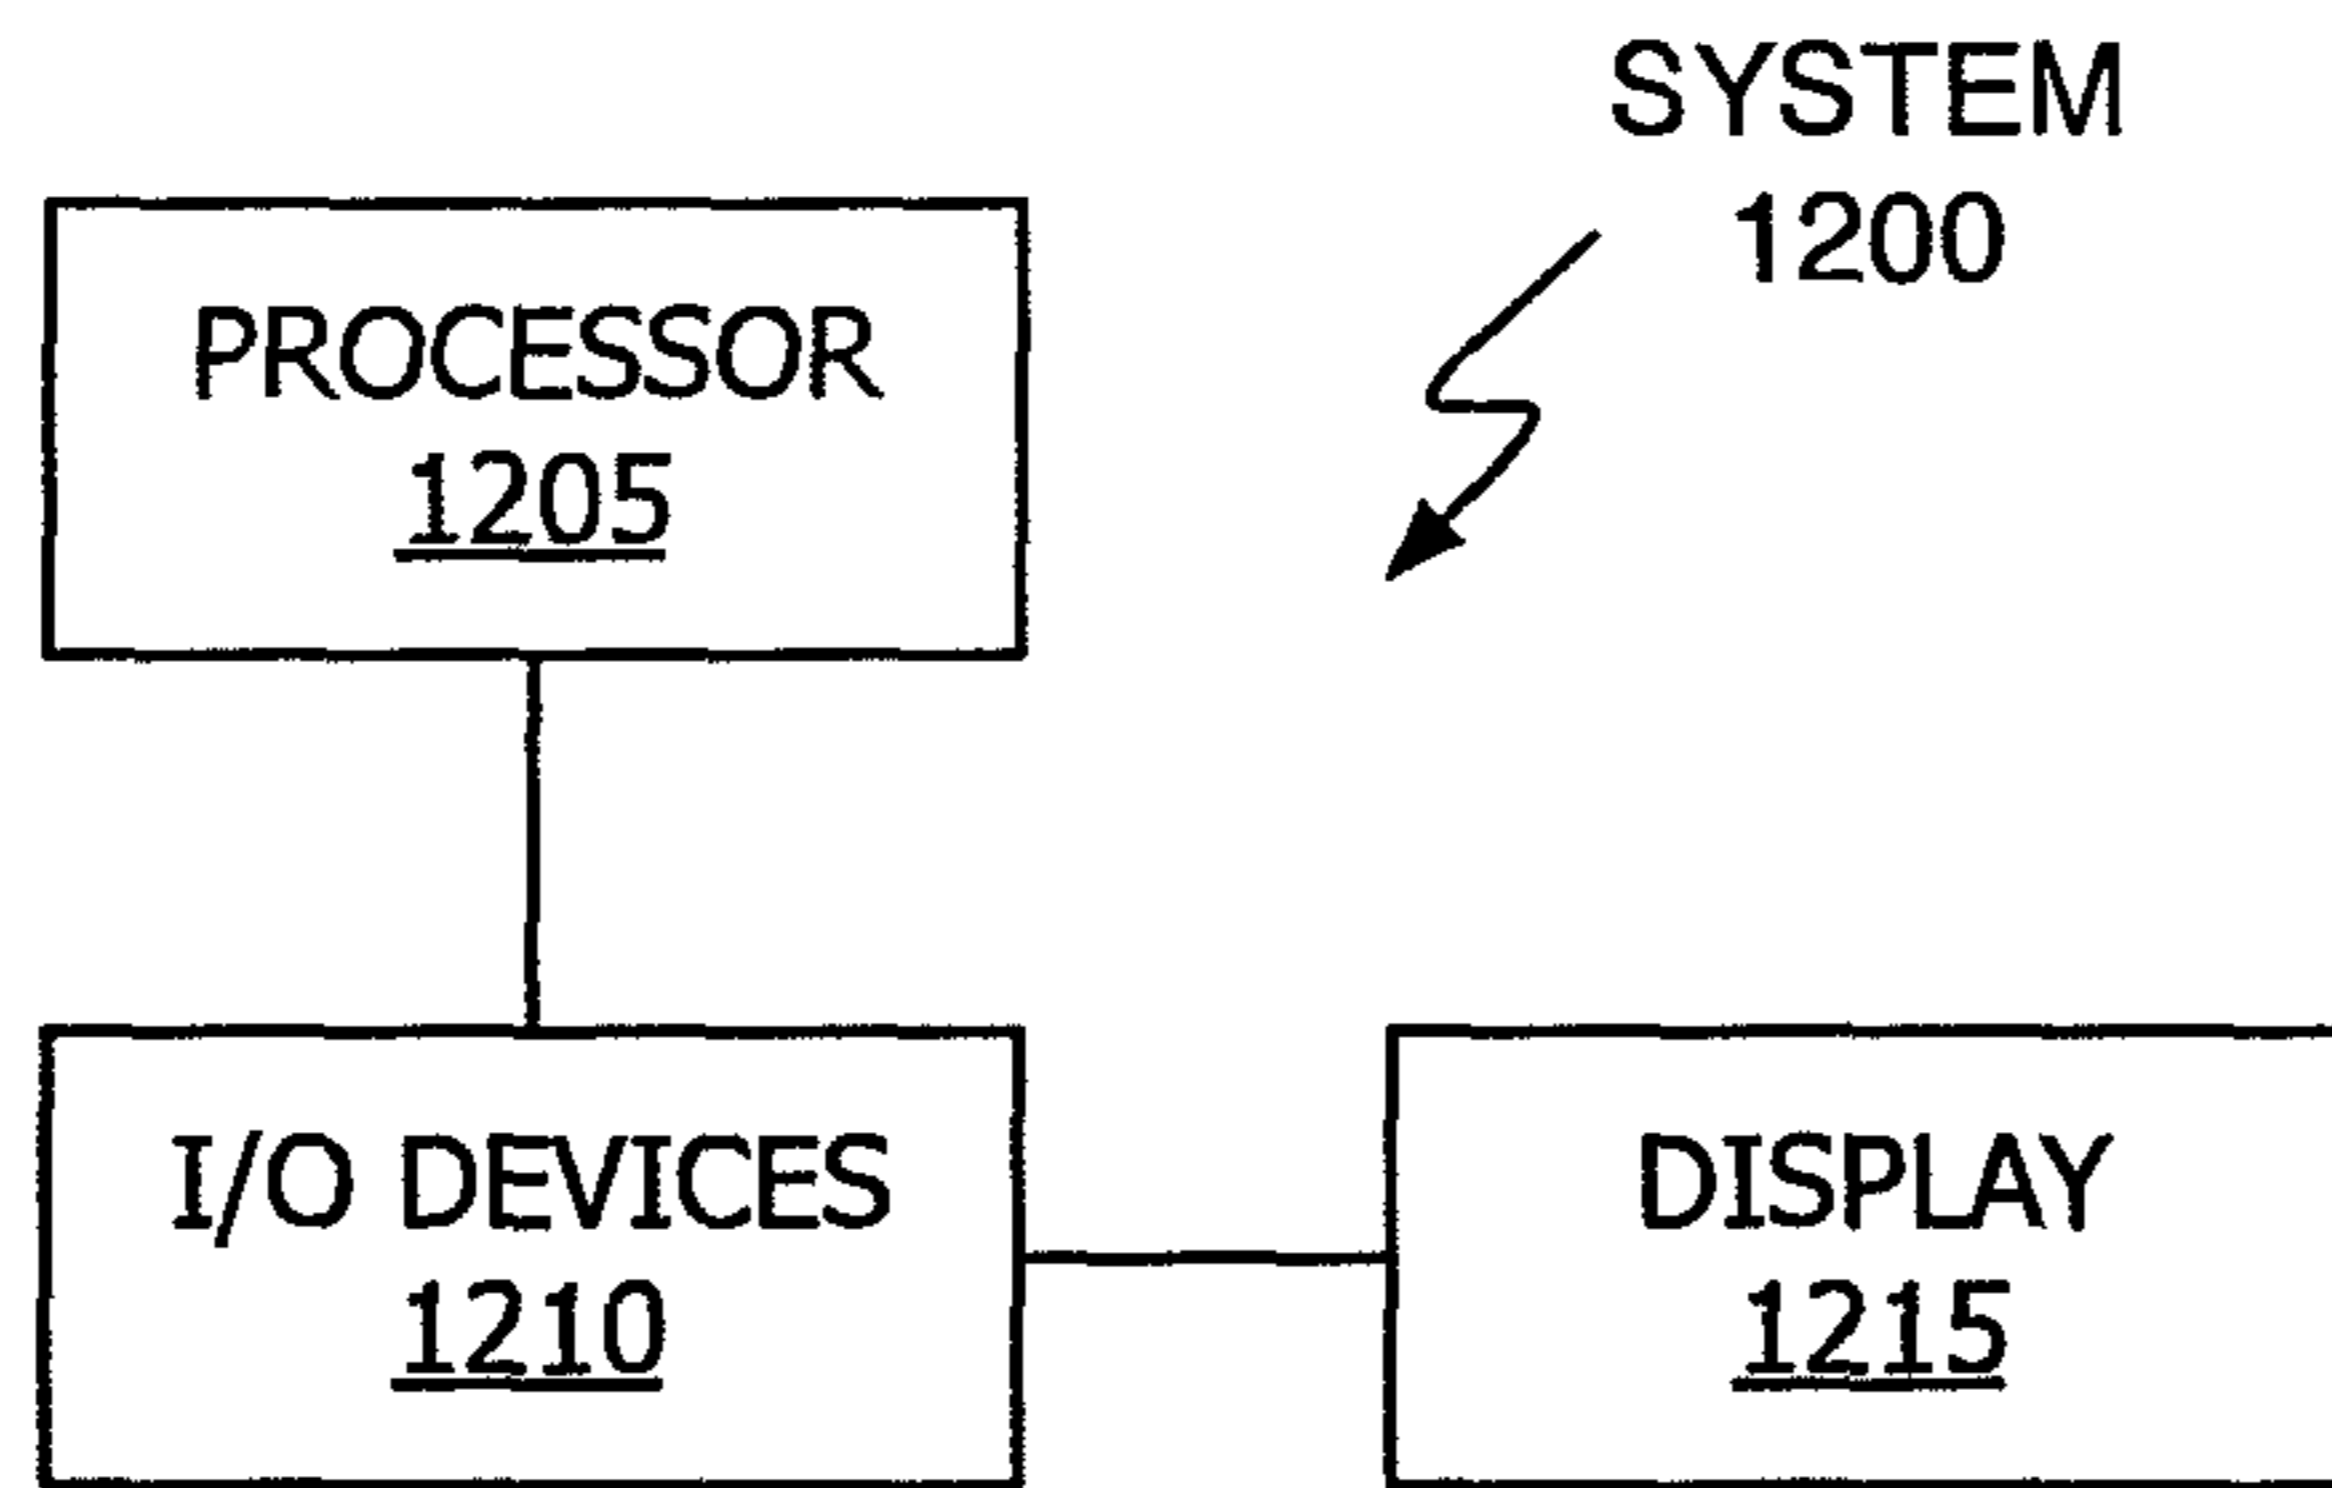 SYSTEM
1200
PROCESSOR
1205
I/O DEVICES
1210
DISPLAY
1215